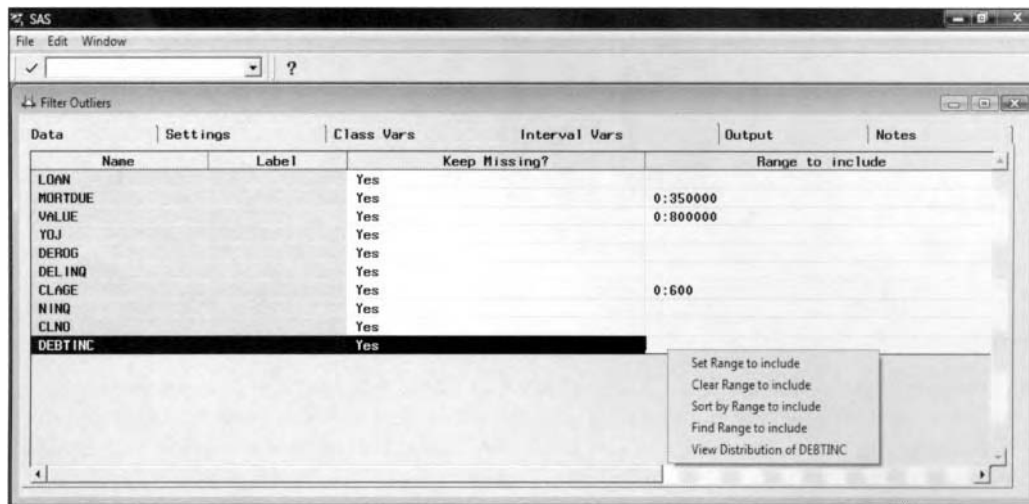 SAS
File Edit Window
?
Filter Outliers
Data Settings Class Vars Interval Vars Output Notes
Name Label Keep Missing? Range to include
LOAN Yes
MORTDUE Yes 0:350000
VALUE Yes 0:800000
YOJ Yes
DEROG Yes
DELINQ Yes
CLAGE Yes 0:600
NINQ Yes
CLNO Yes
DEBTINC Yes
Set Range to include
Clear Range to include
Sort by Range to include
Find Range to include
View Distribution of DEBTINC